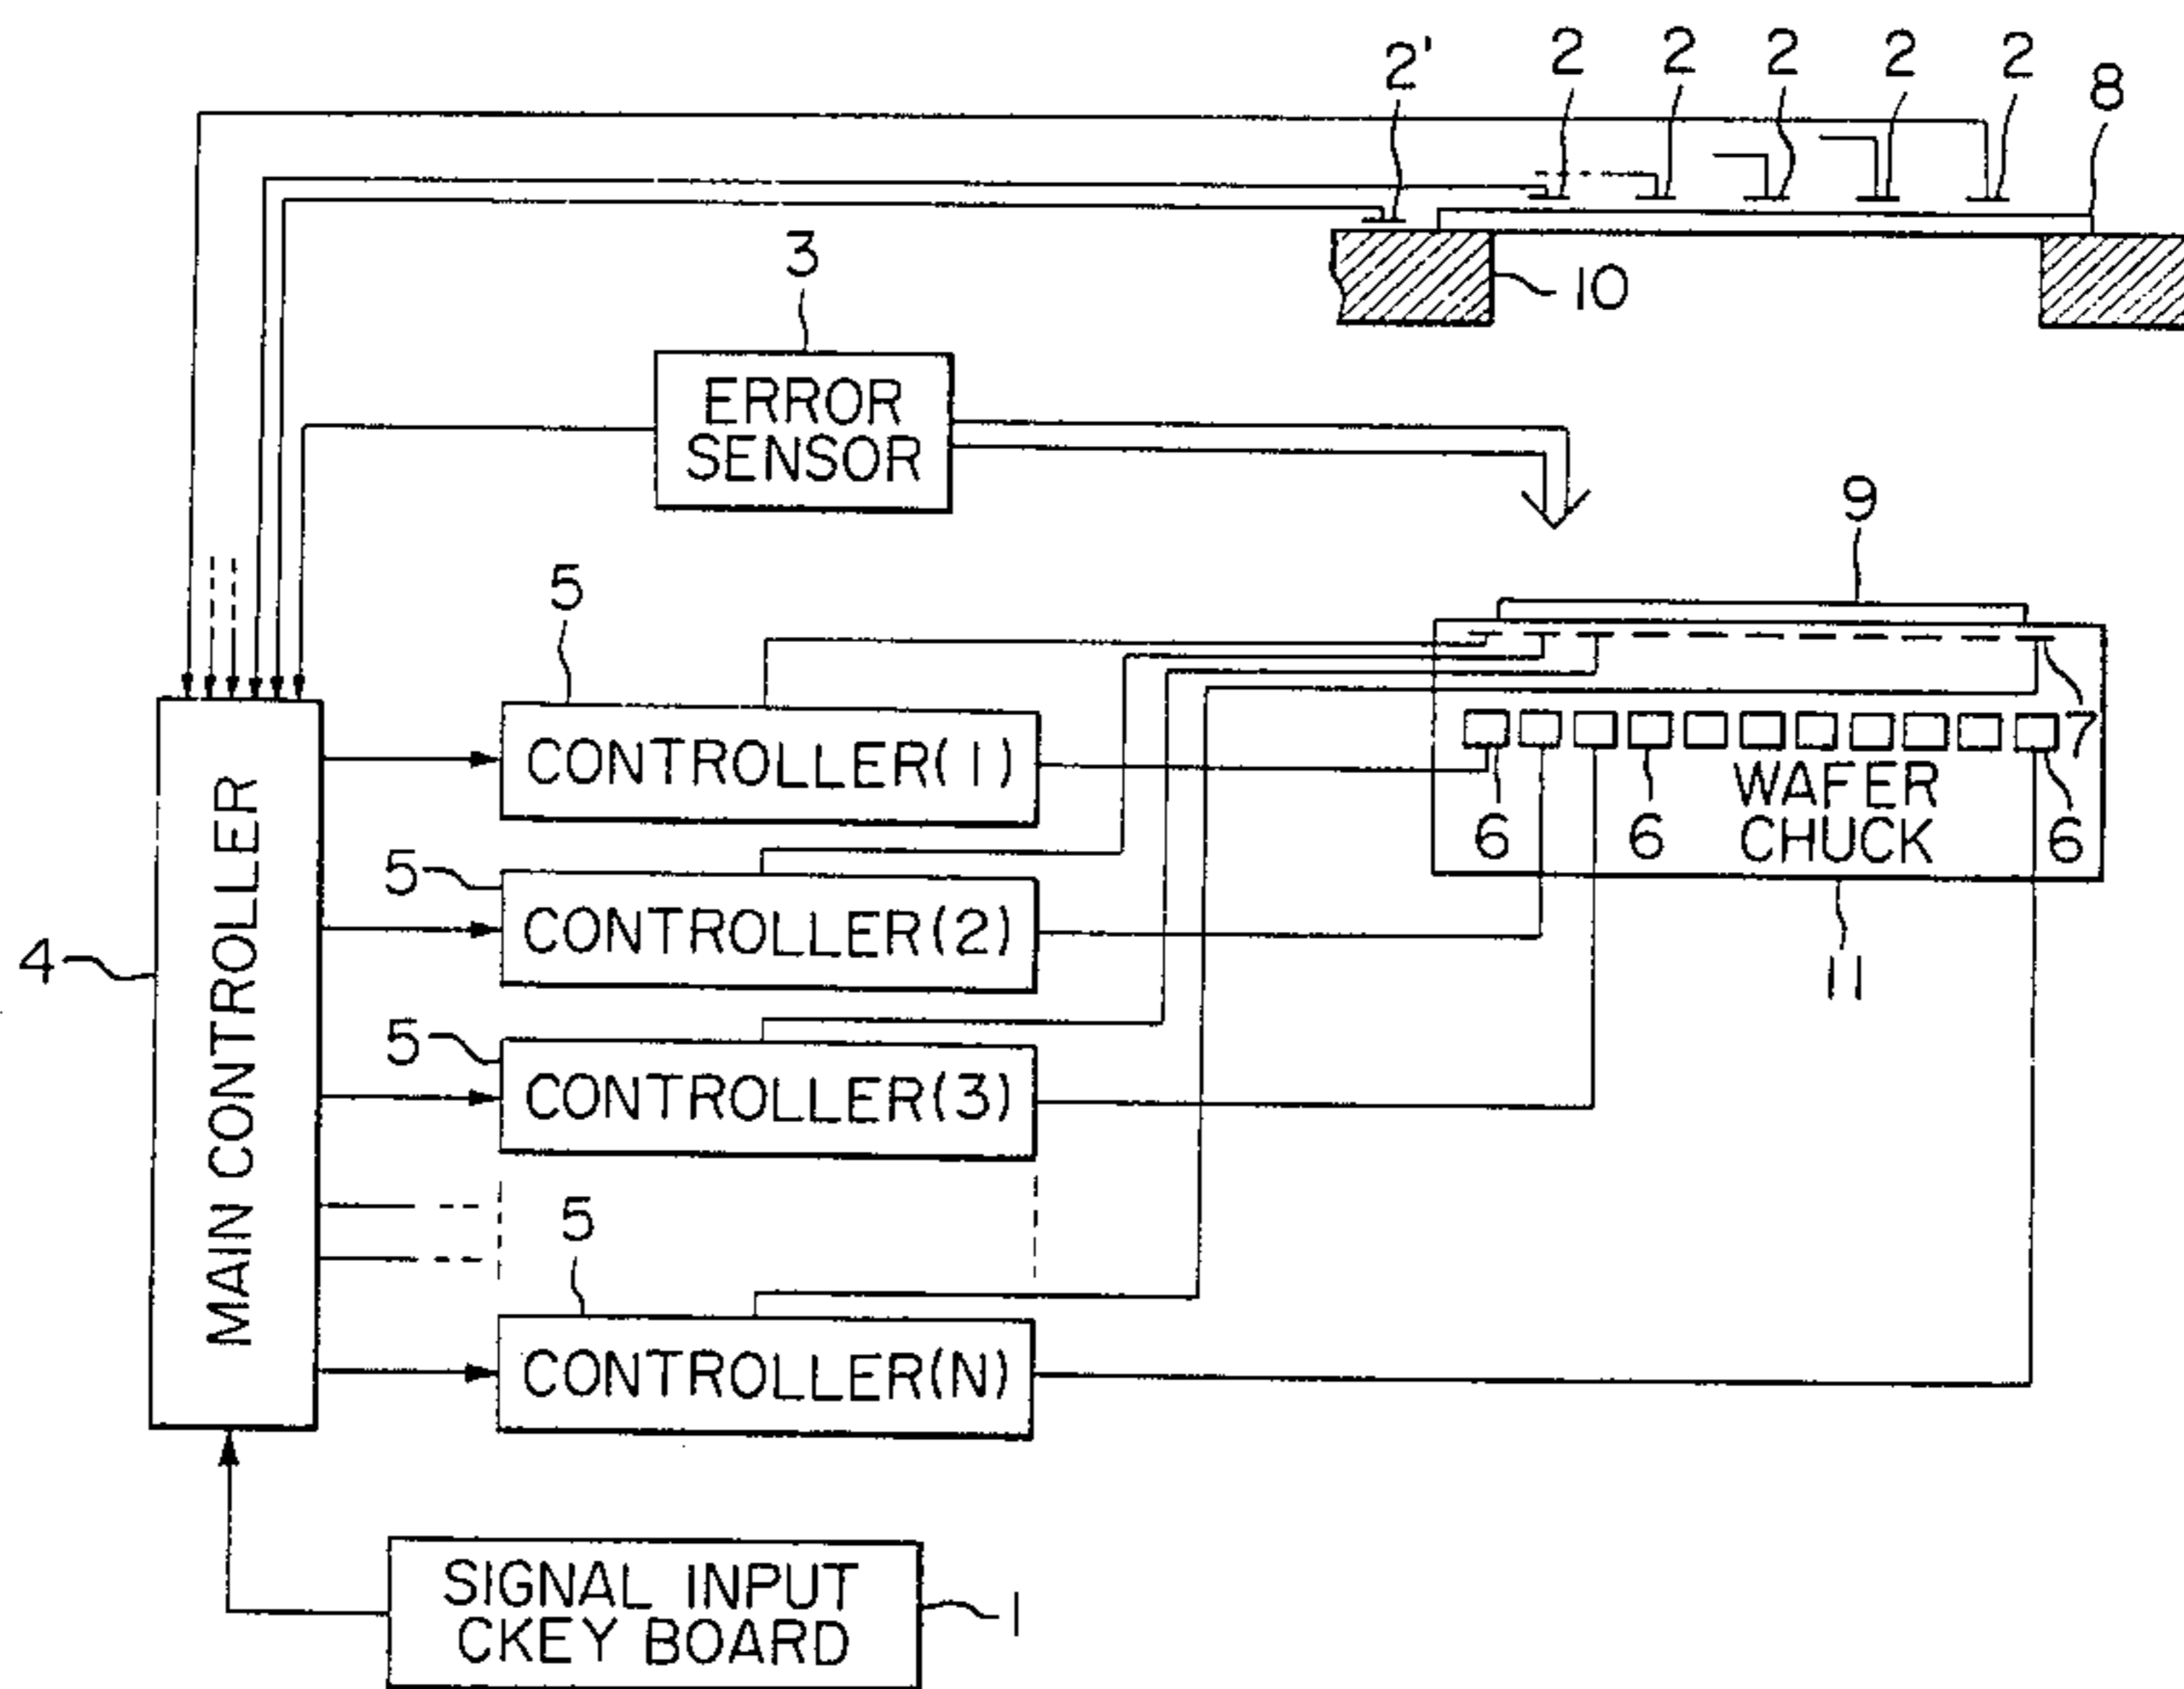 2' 2 2 2 2 2 8
10
3
ERROR
SENSOR
9
5
CONTROLLER(1)
7
WAFER
CHUCK
6 6 6
11
5
CONTROLLER(2)
4
MAIN CONTROLLER
5
CONTROLLER(3)
5
CONTROLLER(N)
SIGNAL INPUT
CKEY BOARD
1